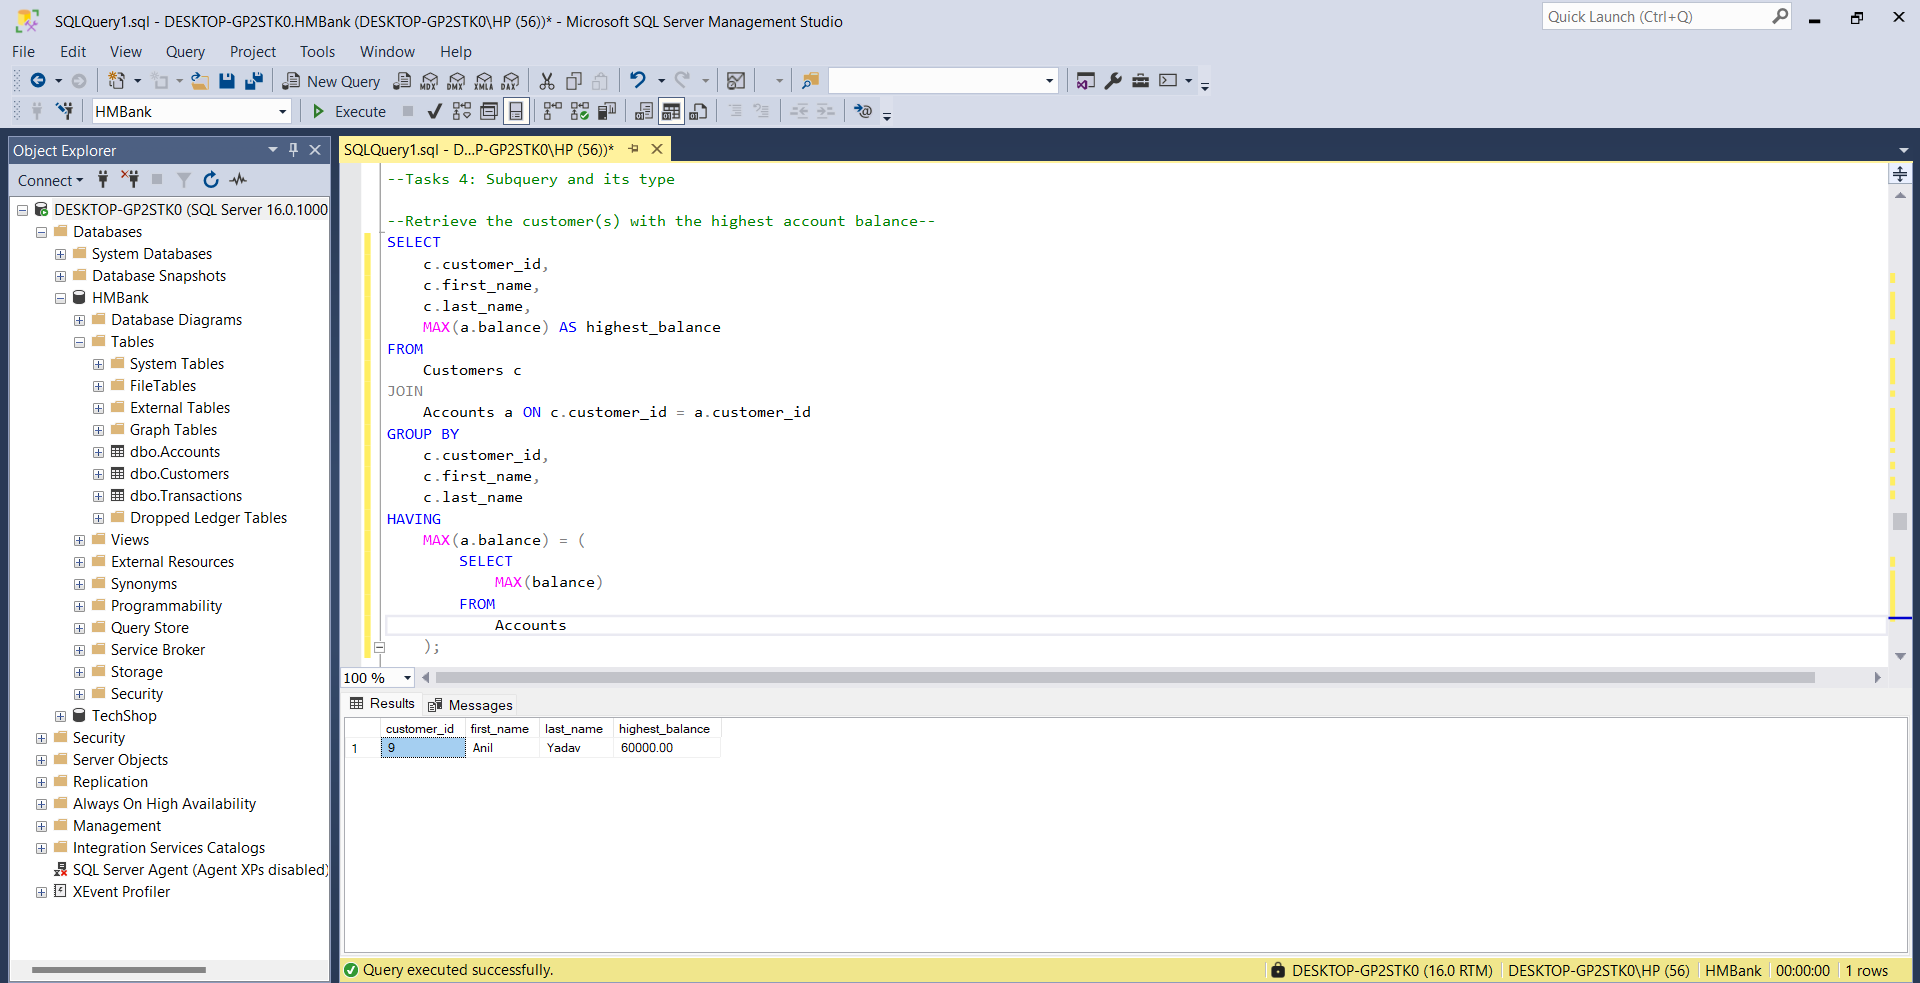 SQLQuery1.sql - DESKTOP-GP2STK0.HMBank (DESKTOP-GP2STK0\HP (56))* - Microsoft SQL Server Management Studio
Quick Launch (Ctrl+Q)
File Edit View Query Project Tools Window Help
New Query MDX DMX XMLA DAX
HMBank Execute
Object Explorer
Connect
DESKTOP-GP2STK0 (SQL Server 16.0.1000
Databases
System Databases
Database Snapshots
HMBank
Database Diagrams
Tables
System Tables
FileTables
External Tables
Graph Tables
dbo.Accounts
dbo.Customers
dbo.Transactions
Dropped Ledger Tables
Views
External Resources
Synonyms
Programmability
Query Store
Service Broker
Storage
Security
TechShop
Security
Server Objects
Replication
Always On High Availability
Management
Integration Services Catalogs
SQL Server Agent (Agent XPs disabled)
XEvent Profiler
SQLQuery1.sql - D...P-GP2STK0\HP (56))*
--Tasks 4: Subquery and its type
--Retrieve the customer(s) with the highest account balance--
SELECT
c.customer_id,
c.first_name,
c.last_name,
MAX(a.balance) AS highest_balance
FROM
Customers c
JOIN
Accounts a ON c.customer_id = a.customer_id
GROUP BY
c.customer_id,
c.first_name,
c.last_name
HAVING
MAX(a.balance) = (
SELECT
MAX(balance)
FROM
Accounts
);
100 %
Results Messages
customer_id first_name last_name highest_balance
1 9 Anil Yadav 60000.00
Query executed successfully.
DESKTOP-GP2STK0 (16.0 RTM) DESKTOP-GP2STK0\HP (56) HMBank 00:00:00 1 rows